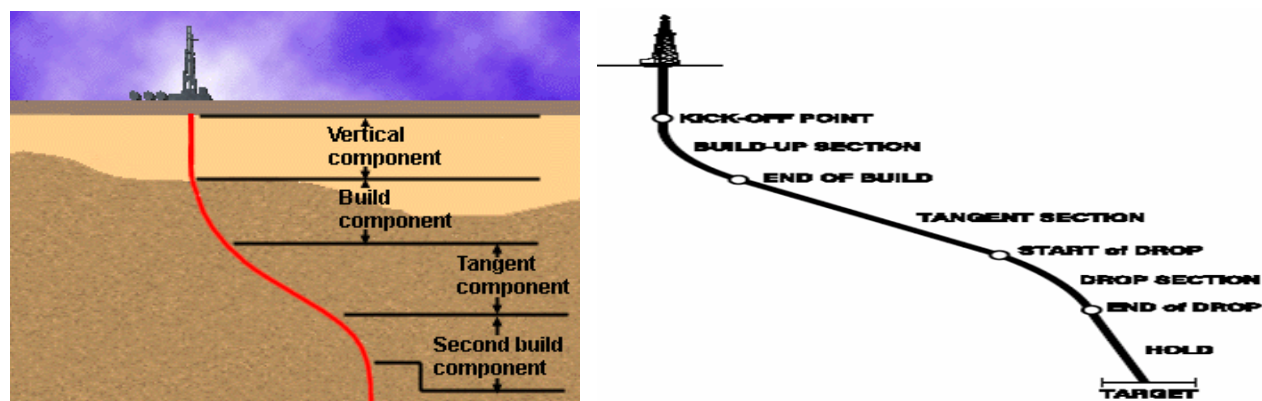 Vertical
component
Build
component
Tangent
component
Second build
component
KICK-OFF POINT
BUILD-UP SECTION
END OF BUILD
TANGENT SECTION
START of DROP
DROP SECTION
END of DROP
HOLD
TARGET